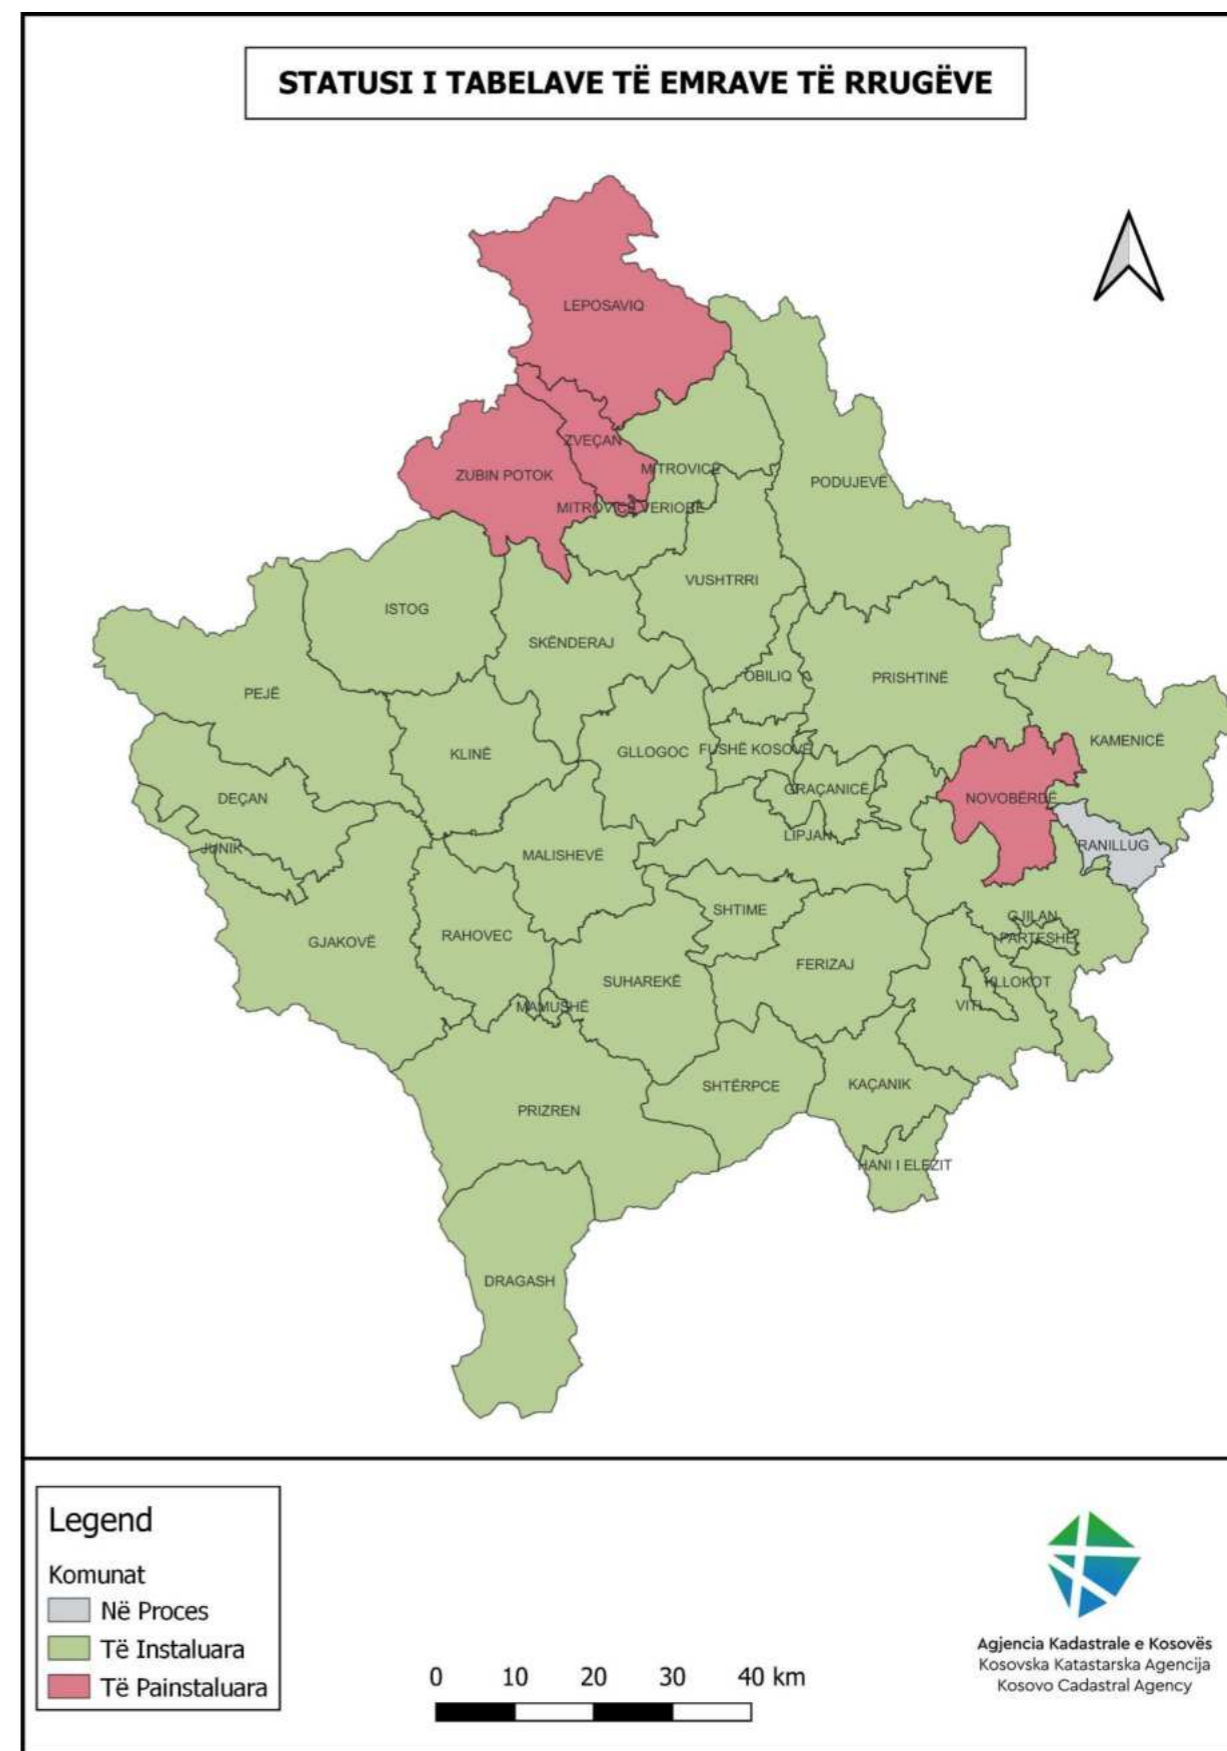 STATUSI I TABELAVE TË EMRAVE TË RRUGËVE
LEPOSAVIQ
ZVEÇAN
ZUBIN POTOK
MITROVICË
PODUJEVË
MITROVICË VERIORE
VUSHTRRI
ISTOG
SKËNDERAJ
OBILIQ
PRISHTINË
PEJË
KAMENICË
KLINË
GLLOGOC
FUSHË KOSOVË
GRAÇANICË
NOVOBËRDË
DEÇAN
LIPJAN
JUNIK
MALISHEVË
RANILLUG
SHTIME
GJILAN
RAHOVEC
GJAKOVË
PARTESHË
FERIZAJ
SUHAREKË
KLLOKOT
VITI
MAMUSHË
SHTËRPCE
KAÇANIK
PRIZREN
HANI I ELEZIT
DRAGASH
Legend
Komunat
Në Proces
Të Instaluara
Të Painstaluara
0 10 20 30 40 km
Agjencia Kadastrale e Kosovës
Kosovska Katastarska Agencija
Kosovo Cadastral Agency